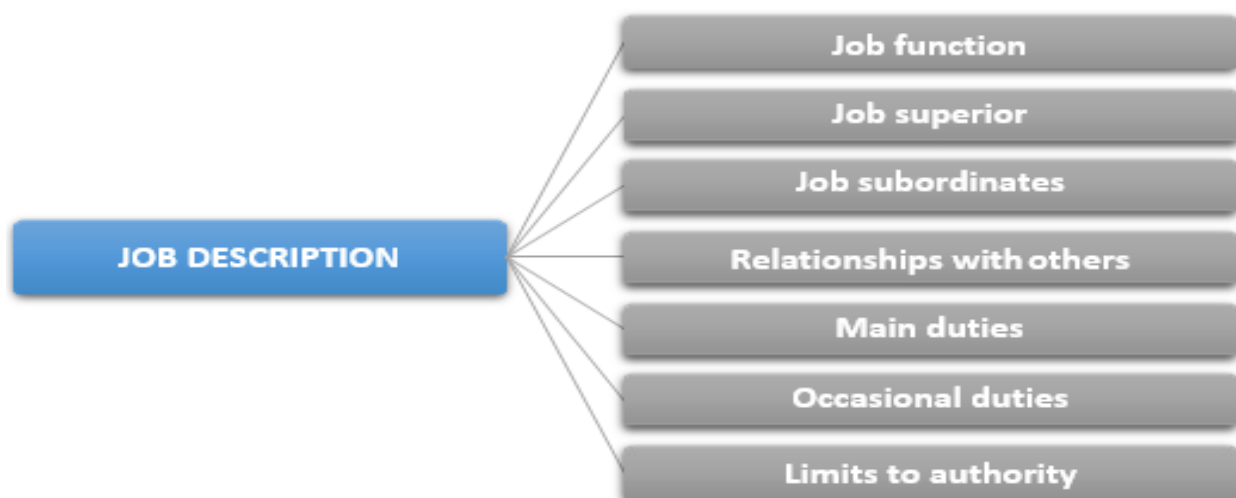 Job function
Job superior
Job subordinates
JOB DESCRIPTION
Relationships with others
Main duties
Occasional duties
Limits to authority